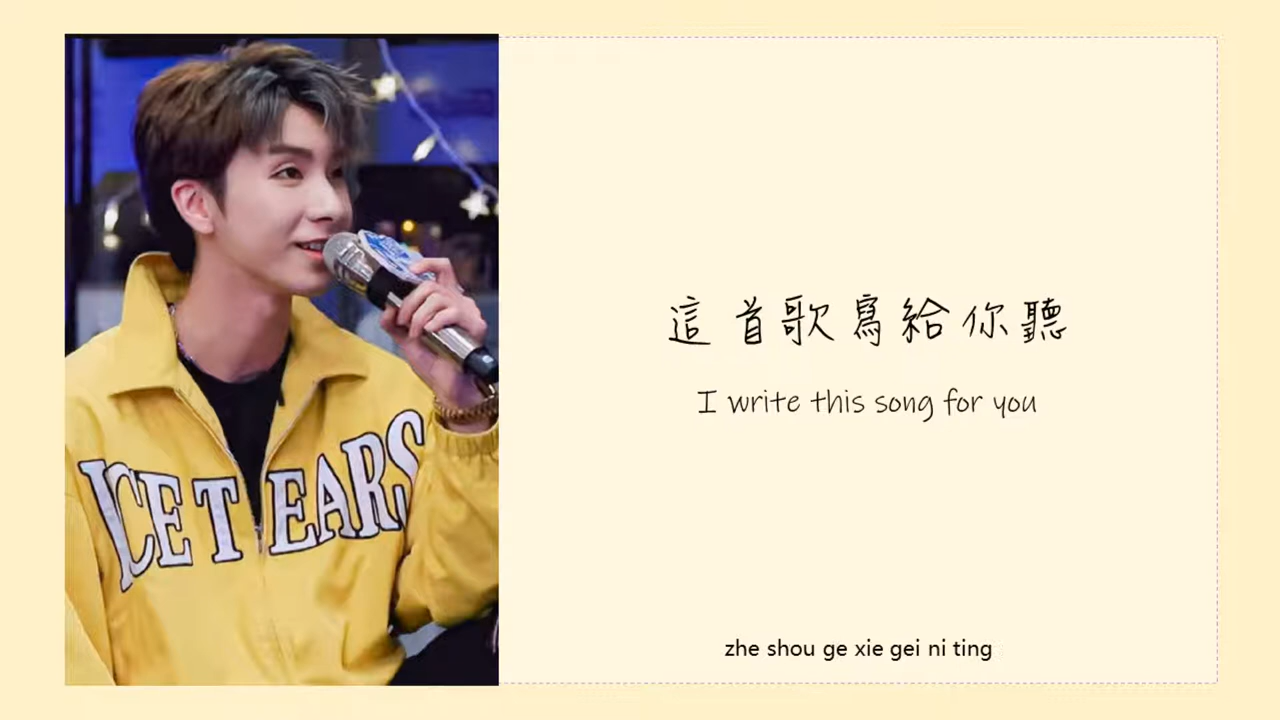 ICE TEARS
這首歌寫給你聽
I write this song for you
zhe shou ge xie gei ni ting